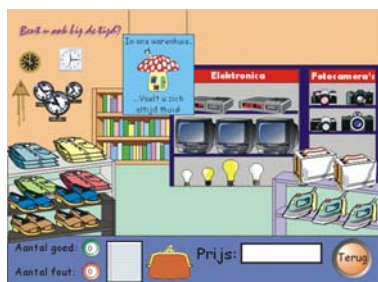 Bent u ook bij de tijd?
In ons warenhuis...
...Voelt u zich
altijd thuis!
Elektronica
Fotocamera's
Aantal goed: 0
Aantal fout: 0
Prijs:
Terug